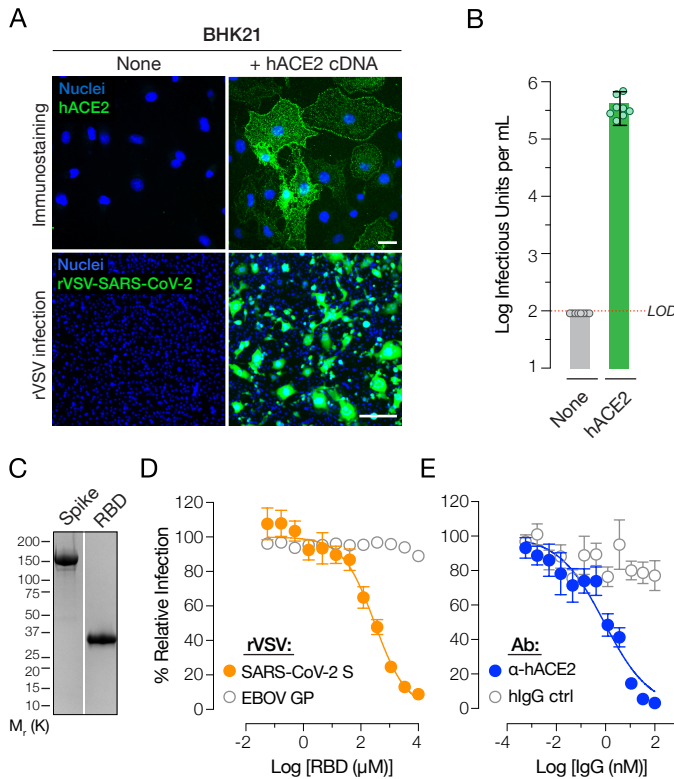 A
BHK21
None
+ hACE2 cDNA
Immunostaining
Nuclei
hACE2
rVSV infection
Nuclei
rVSV-SARS-CoV-2
B
Log Infectious Units per mL
6
5
4
3
2
1
LOD
None
hACE2
C
Spike
RBD
200
150
100
75
50
37
25
20
15
10
Mr (K)
D
% Relative Infection
120
100
80
60
40
20
0
rVSV:
SARS-CoV-2 S
EBOV GP
−2
0
2
4
Log [RBD (µM)]
E
120
100
80
60
40
20
0
Ab:
α-hACE2
hIgG ctrl
-4
-2
0
2
Log [IgG (nM)]